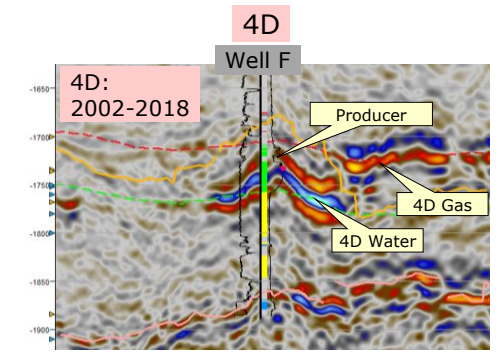 4D
Well F
4D:
2002-2018
Producer
4D Gas
4D Water
-1650
-1700
-1750
-1800
-1850
-1900